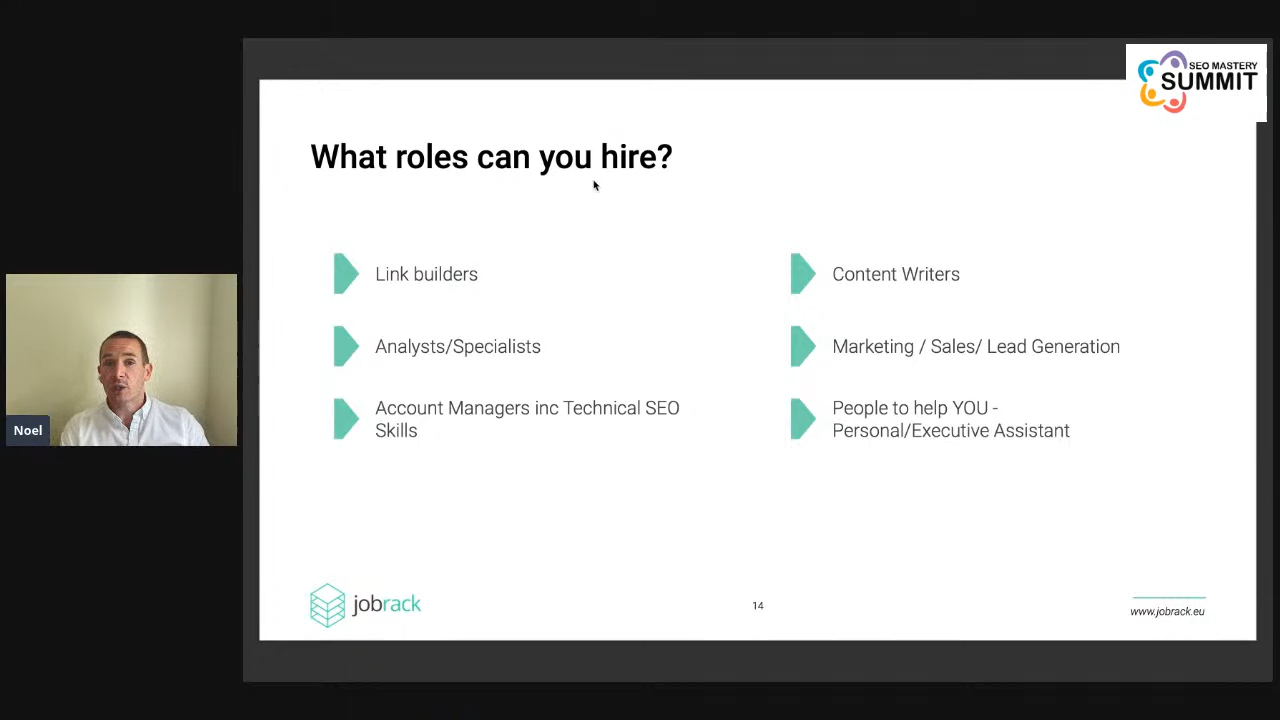 SEO MASTERY
SUMMIT
What roles can you hire?
Link builders
Content Writers
Analysts/Specialists
Marketing / Sales/ Lead Generation
Account Managers inc Technical SEO
Skills
People to help YOU -
Personal/Executive Assistant
Noel
jobrack
14
www.jobrack.eu